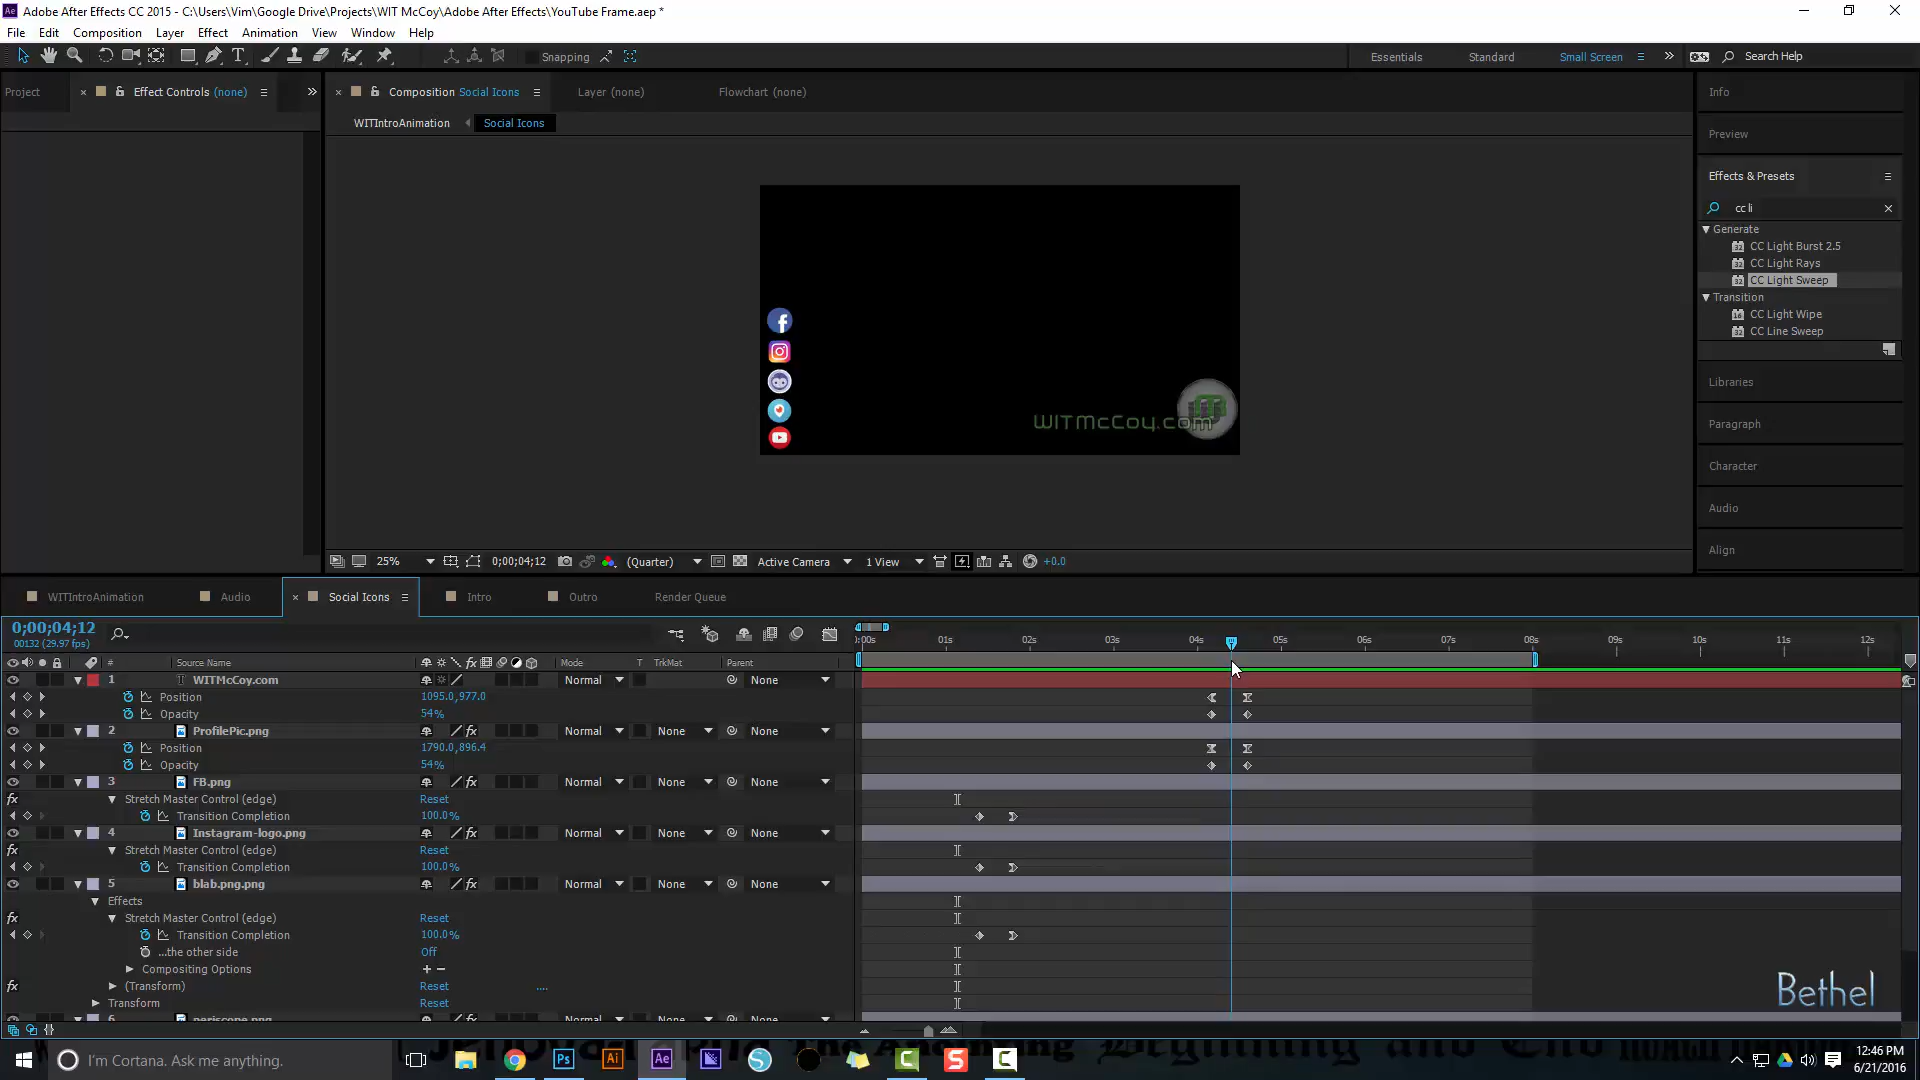 Adobe After Effects CC 2015 - C:\Users\Vim\Google Drive\Projects\WIT McCoy\Adobe After Effects\YouTube Frame.aep *
File Edit Composition Layer Effect Animation View Window Help
Snapping
Essentials Standard Small Screen Search Help
Project Effect Controls (none) Composition Social Icons Layer (none) Flowchart (none) Info
WITIntroAnimation Social Icons
Preview
Effects & Presets
cc li
Generate
CC Light Burst 2.5
CC Light Rays
CC Light Sweep
Transition
CC Light Wipe
CC Line Sweep
Libraries
Paragraph
Character
Audio
Align
WITMcCoy.com
25% 0;00;04;12 (Quarter) Active Camera 1 View +0.0
WITIntroAnimation Audio Social Icons Intro Outro Render Queue
0;00;04;12
00132 (29.97 fps)
:00s 01s 02s 03s 04s 05s 06s 07s 08s 09s 10s 11s 12s
# Source Name Mode T TrkMat Parent
1 WITMcCoy.com Normal None
Position 1095.0,977.0
Opacity 54%
2 ProfilePic.png Normal None None
Position 1790.0,896.4
Opacity 54%
3 FB.png Normal None None
Stretch Master Control (edge) Reset
Transition Completion 100.0%
4 Instagram-logo.png Normal None None
Stretch Master Control (edge) Reset
Transition Completion 100.0%
5 blab.png.png Normal None None
Effects
Stretch Master Control (edge) Reset
Transition Completion 100.0%
...the other side Off
Compositing Options + -
(Transform) Reset ....
Transform Reset
6 periscope.png Normal None None
Bethel
I'm Cortana. Ask me anything.
12:46 PM
6/21/2016